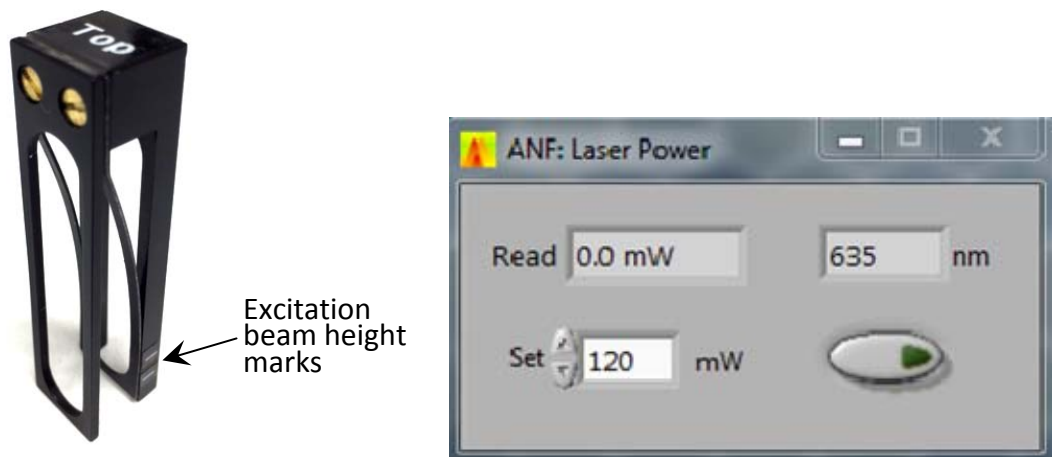 Top
Excitation
beam height
marks
ANF: Laser Power
Read 0.0 mW 635 nm
Set 120 mW